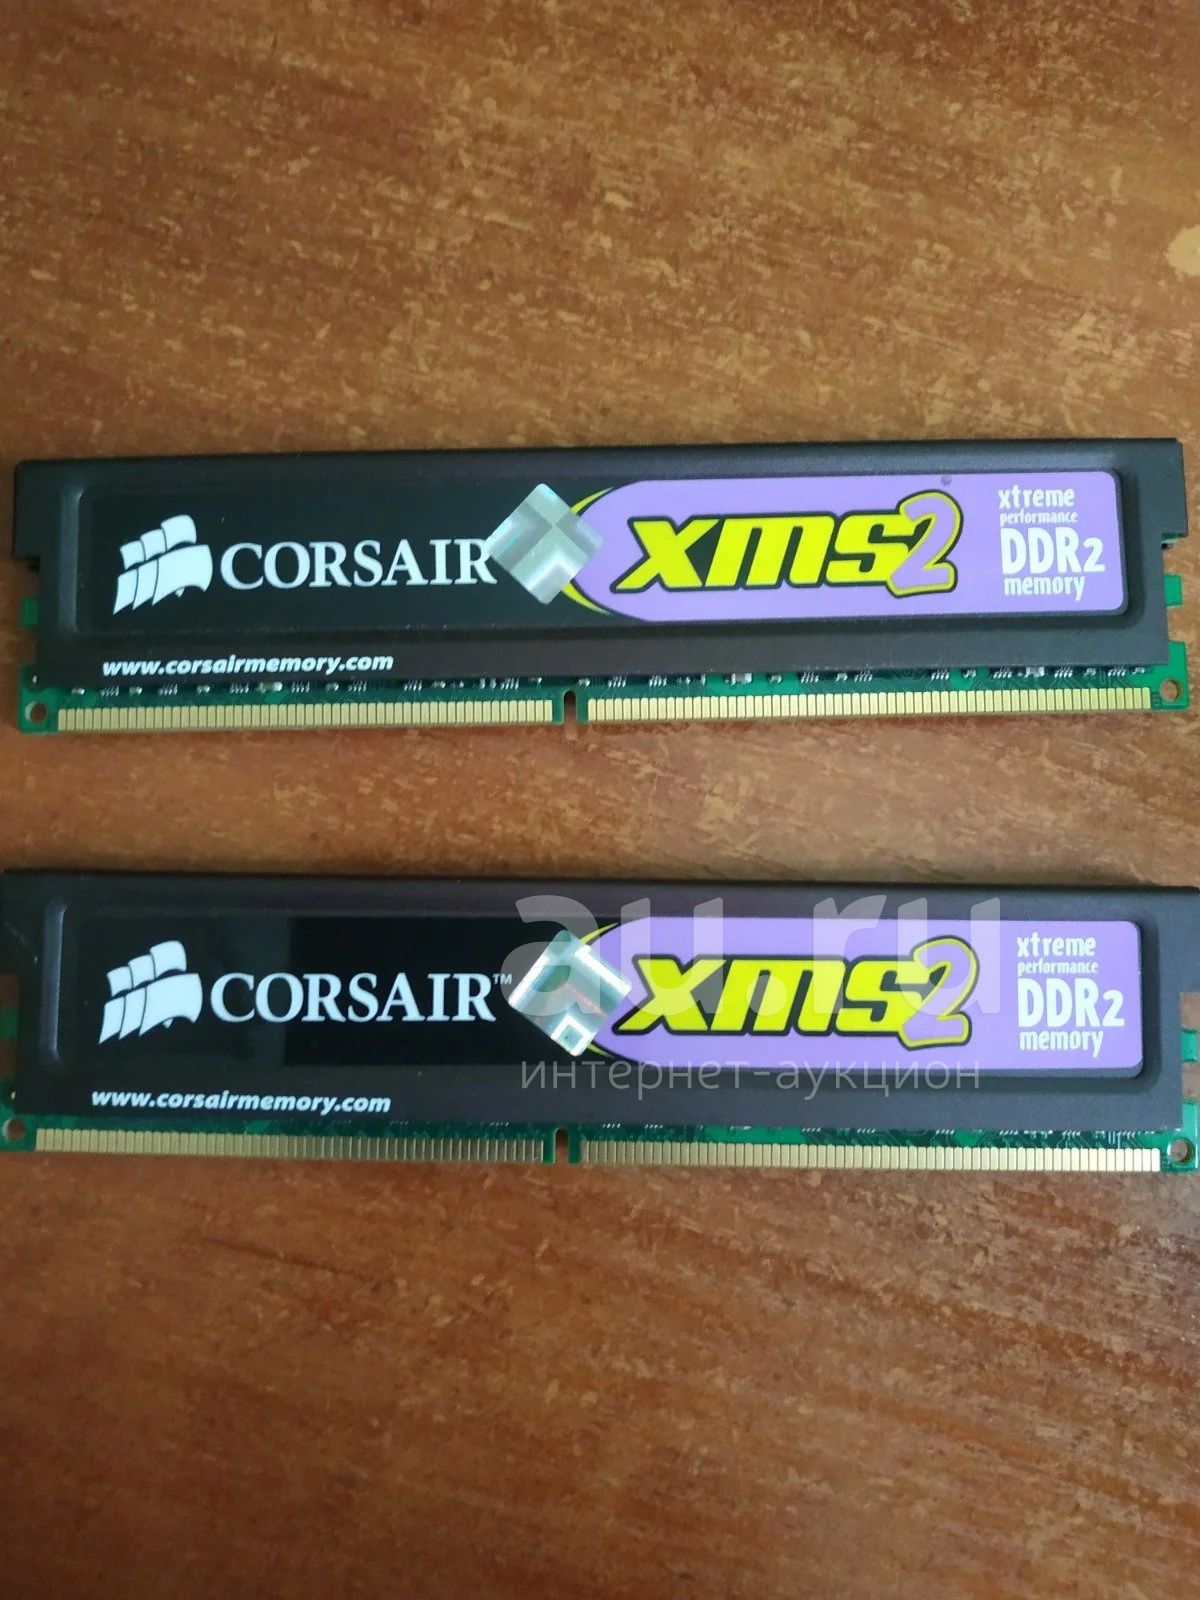 CORSAIR
xms2
xtreme
performance
DDR2
memory
www.corsairmemory.com
au.ru
CORSAIR™
xms2
xtreme
performance
DDR2
memory
интернет-аукцион
www.corsairmemory.com